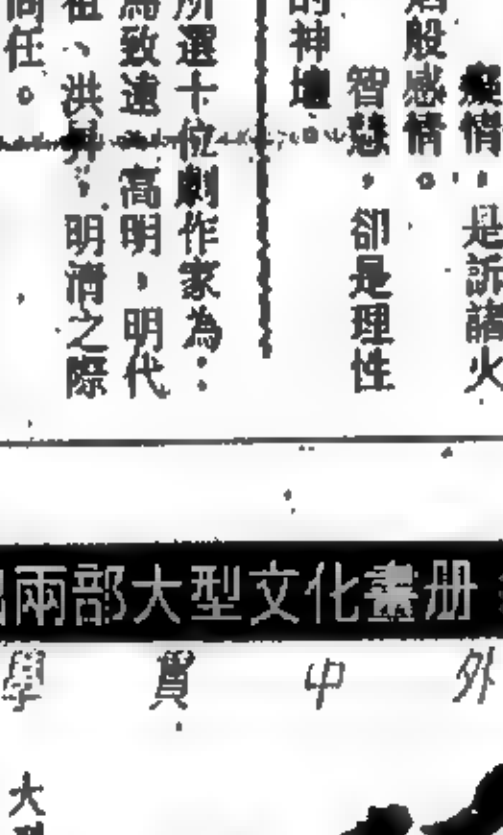 癡情，是訴諸火
般感情。
智慧，卻是理性
的神壇。
所選十位劇作家為：
致遠、高明，明代
祖、洪昇，明清之際
尚任。
兩部大型文化畫册
外
中
貫
學
大